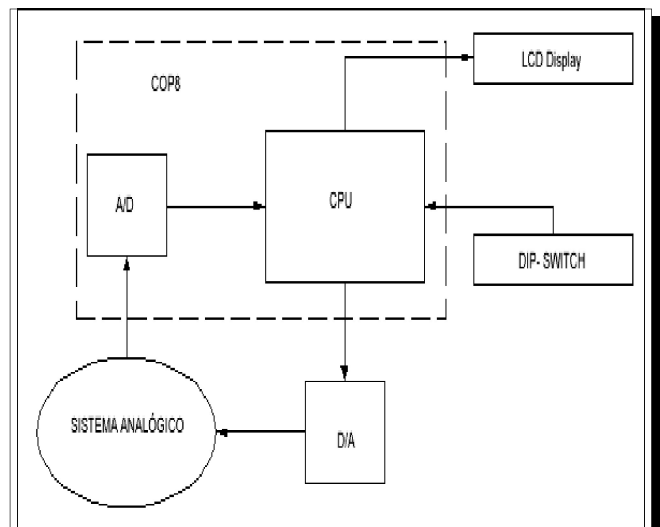 LCD Display
COP8
CPU
A/D
DIP- SWITCH
SISTEMA ANALÓGICO
D/A